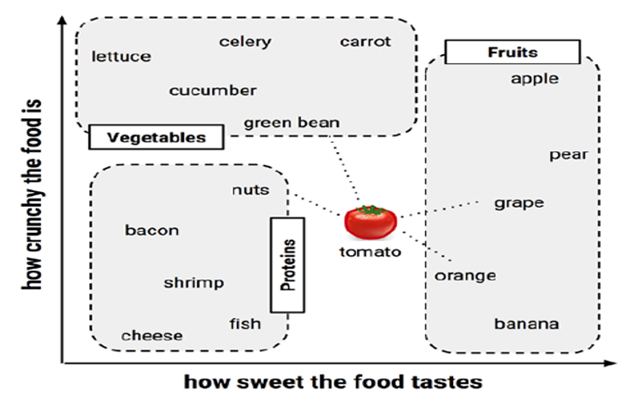 celery
carrot
lettuce
cucumber
green bean
Vegetables
Fruits
apple
pear
grape
orange
banana
nuts
bacon
shrimp
fish
cheese
Proteins
tomato
how crunchy the food is
how sweet the food tastes